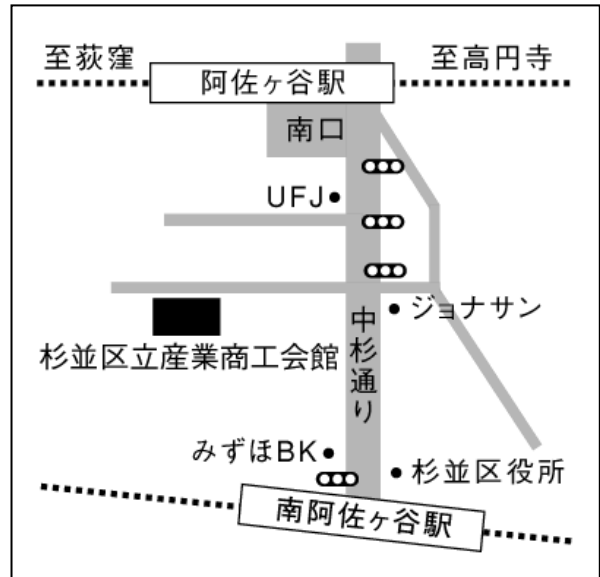 至荻窪
至高円寺
阿佐ヶ谷駅
南口
UFJ
ジョナサン
中杉通り
杉並区立産業商工会館
みずほBK
杉並区役所
南阿佐ヶ谷駅